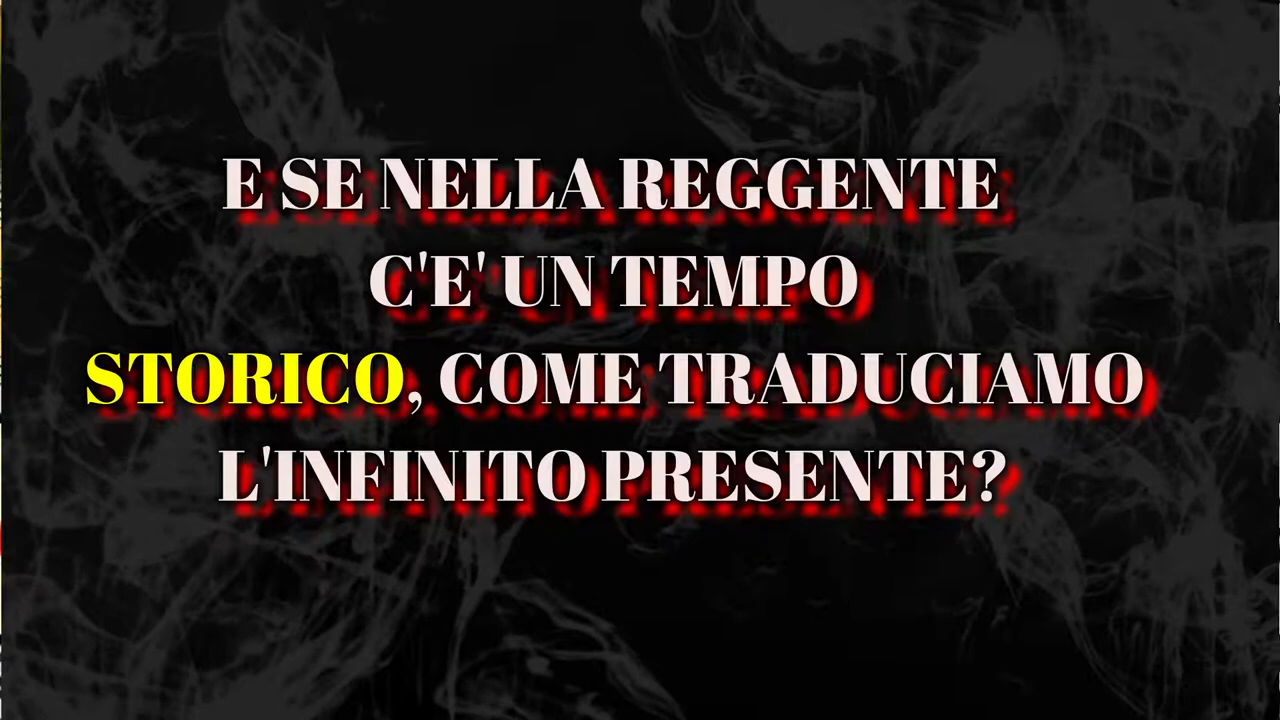 E SE NELLA REGGENTE
C'E' UN TEMPO
STORICO, COME TRADUCIAMO
L'INFINITO PRESENTE?